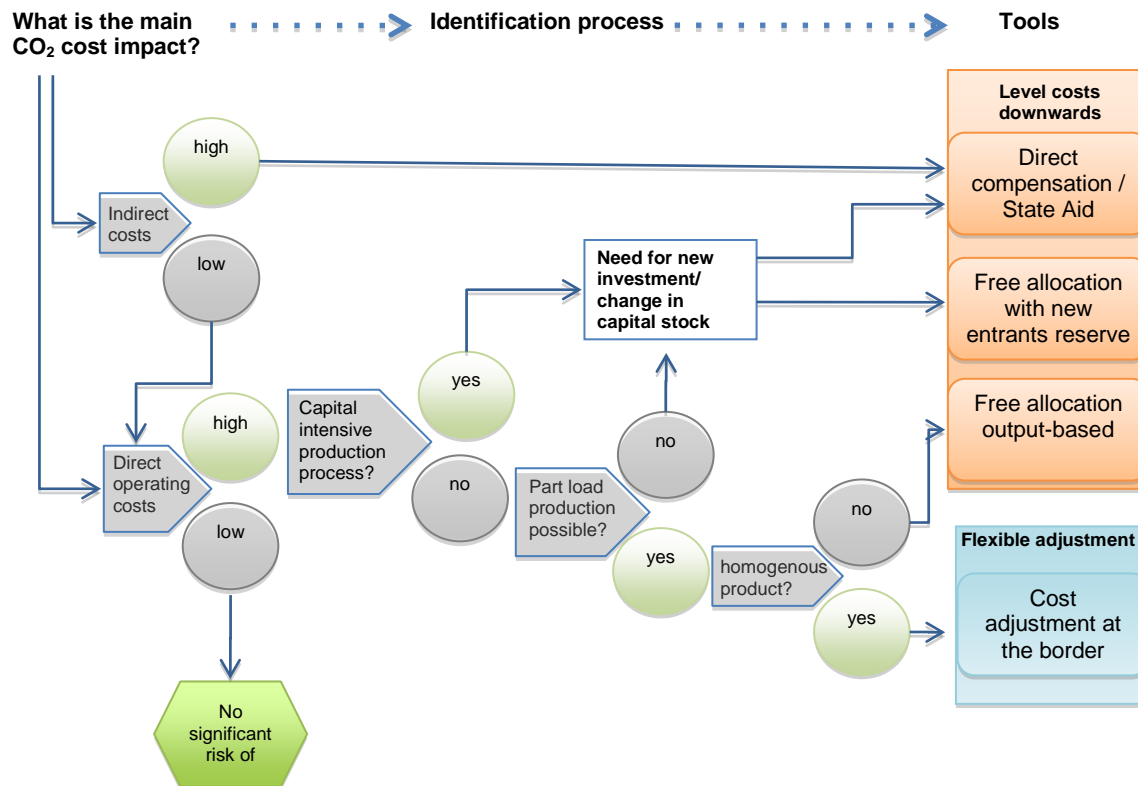 What is the main
CO₂ cost impact?
Identification process
Tools
Level costs
downwards
high
Direct
compensation /
State Aid
Indirect
costs
low
Need for new
investment/
change in
capital stock
Free allocation
with new
entrants reserve
yes
high
Capital
intensive
production
process?
Free allocation
output-based
no
Direct
operating
costs
no
Part load
production
possible?
no
low
Flexible adjustment
yes
homogenous
product?
yes
Cost
adjustment at
the border
No
significant
risk of